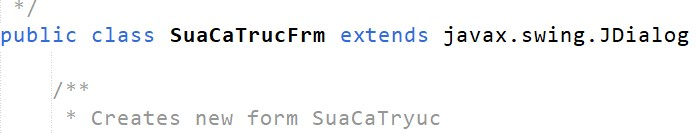 */
public class SuaCaTrucFrm extends javax.swing.JDialog
/**
* Creates new form SuaCaTryuc